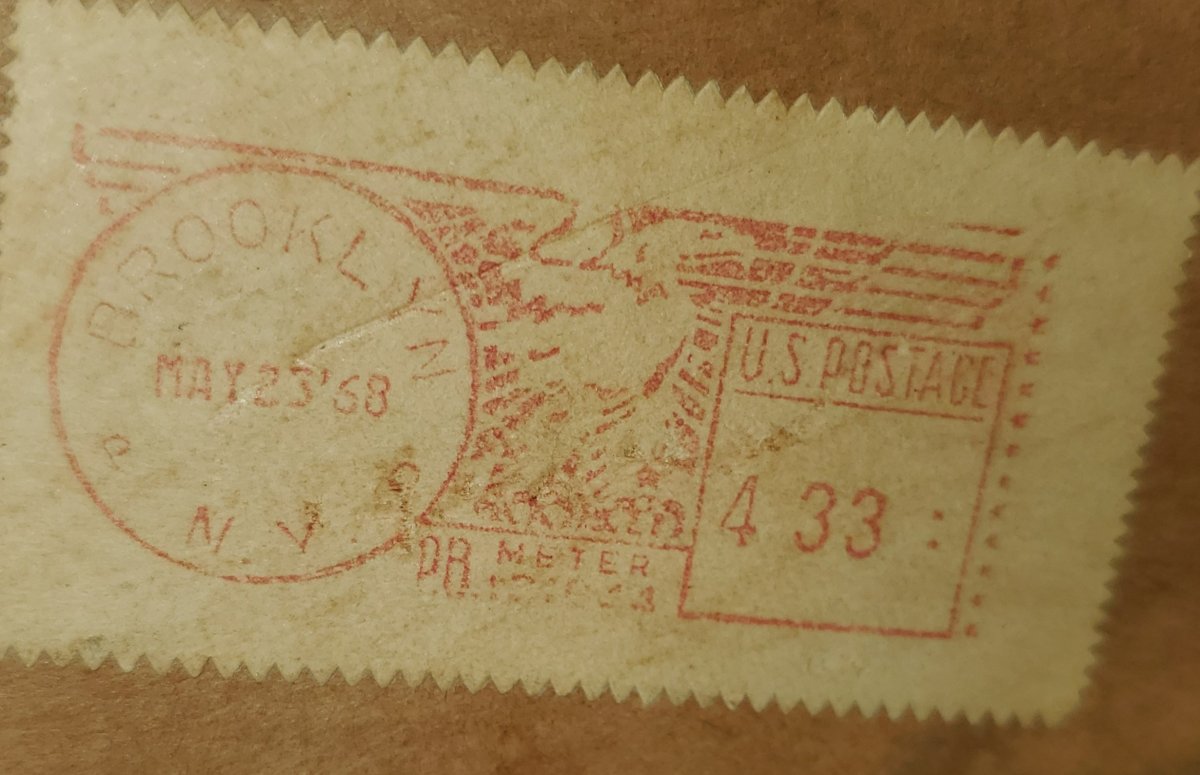 BROOKLYN
MAY 23 '68
P
N Y
U.S. POSTAGE
4 33
P.B. METER